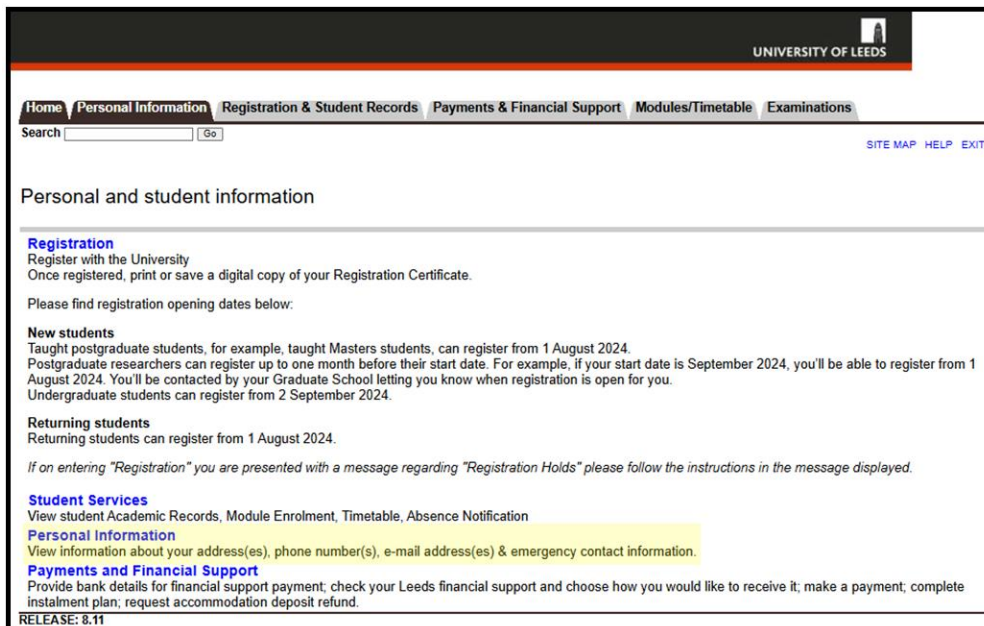 UNIVERSITY OF LEEDS
Home Personal Information Registration & Student Records Payments & Financial Support Modules/Timetable Examinations
Search Go
SITE MAP HELP EXIT
Personal and student information
Registration
Register with the University
Once registered, print or save a digital copy of your Registration Certificate.
Please find registration opening dates below:
New students
Taught postgraduate students, for example, taught Masters students, can register from 1 August 2024.
Postgraduate researchers can register up to one month before their start date. For example, if your start date is September 2024, you'll be able to register from 1
August 2024. You'll be contacted by your Graduate School letting you know when registration is open for you.
Undergraduate students can register from 2 September 2024.
Returning students
Returning students can register from 1 August 2024.
If on entering "Registration" you are presented with a message regarding "Registration Holds" please follow the instructions in the message displayed.
Student Services
View student Academic Records, Module Enrolment, Timetable, Absence Notification
Personal Information
View information about your address(es), phone number(s), e-mail address(es) & emergency contact information.
Payments and Financial Support
Provide bank details for financial support payment; check your Leeds financial support and choose how you would like to receive it; make a payment; complete
instalment plan; request accommodation deposit refund.
RELEASE: 8.11